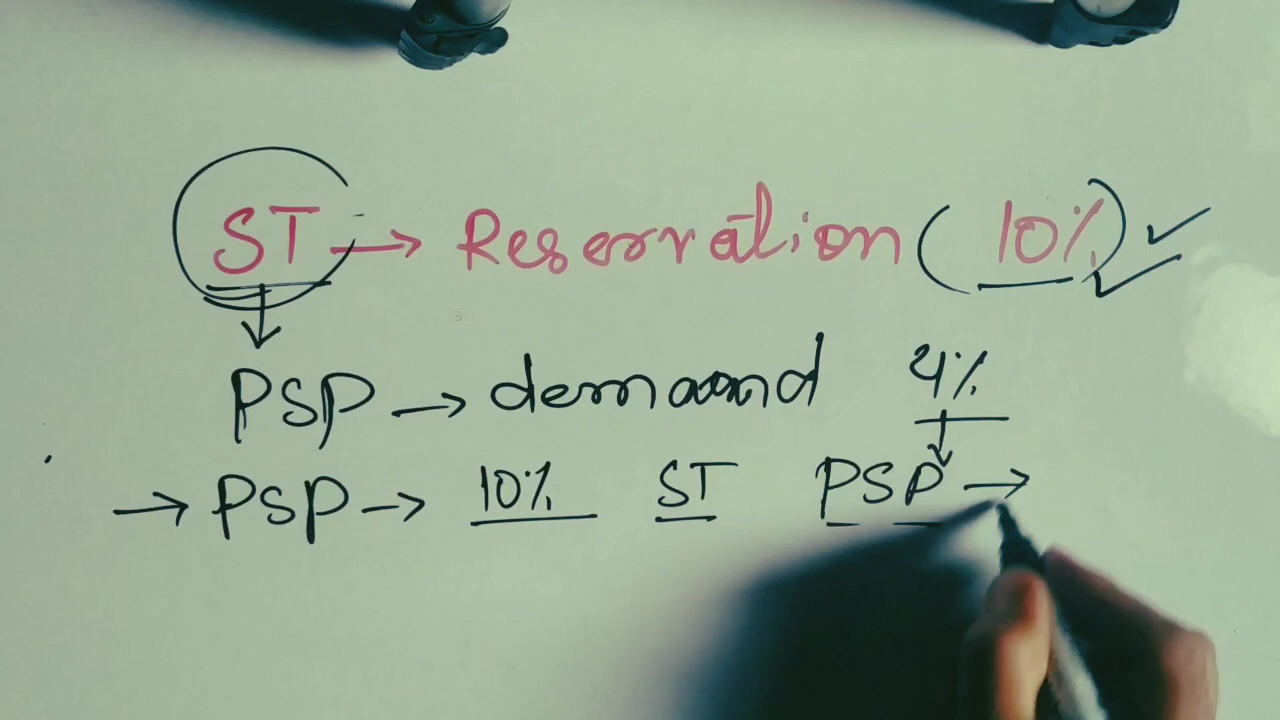 ST → Reservation (10%) ✓✓
PSP → demand 4%
→ PSP → 10% ST PSP →